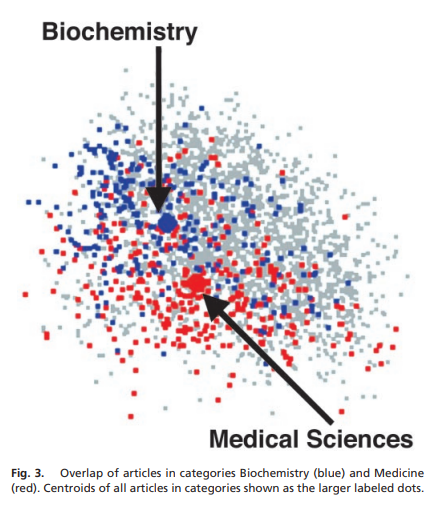 Biochemistry
Medical Sciences
Fig. 3. Overlap of articles in categories Biochemistry (blue) and Medicine
(red). Centroids of all articles in categories shown as the larger labeled dots.